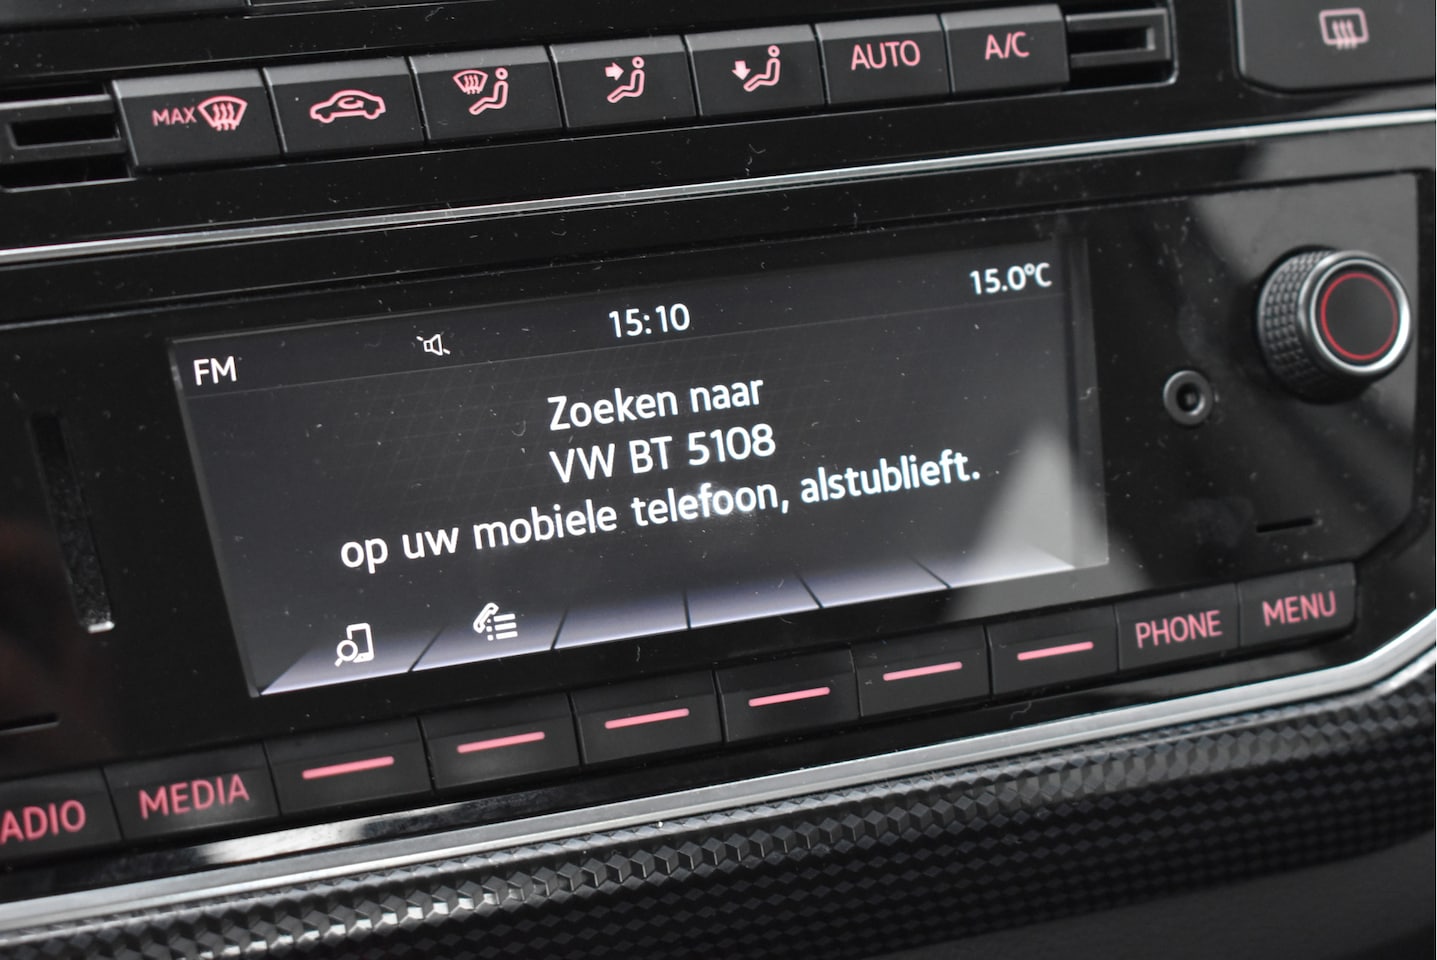 MAX
AUTO
A/C
FM
15:10
15.0°C
Zoeken naar
VW BT 5108
op uw mobiele telefoon, alstublieft.
ADIO
MEDIA
PHONE
MENU